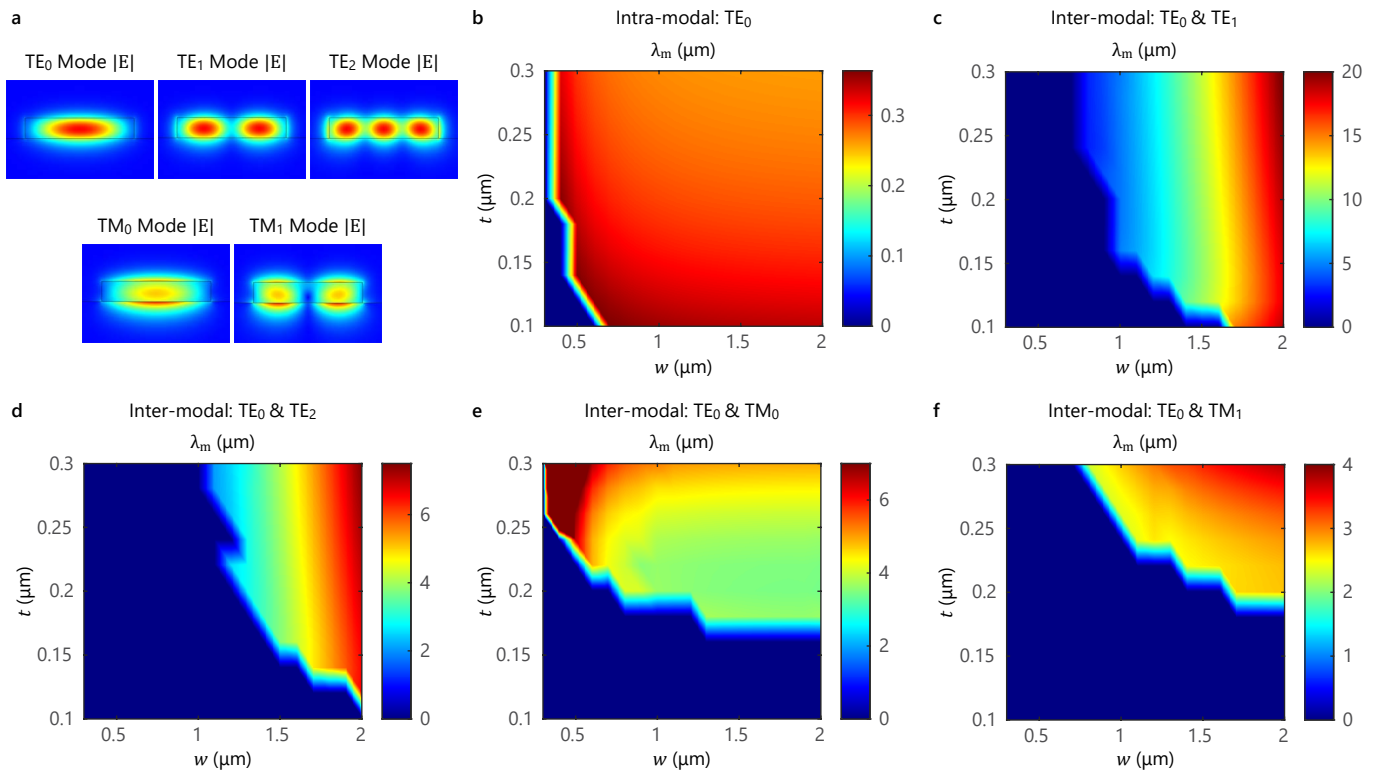 a
TE₀ Mode |E| TE₁ Mode |E| TE₂ Mode |E|
TM₀ Mode |E| TM₁ Mode |E|
b
Intra-modal: TE₀
λₘ (µm)
0.3
0.25
0.2
0.15
0.1
t (µm)
0.5 1 1.5 2
w (µm)
0.3
0.2
0.1
0
c
Inter-modal: TE₀ & TE₁
λₘ (µm)
0.3
0.25
0.2
0.15
0.1
t (µm)
0.5 1 1.5 2
w (µm)
20
15
10
5
0
d
Inter-modal: TE₀ & TE₂
λₘ (µm)
0.3
0.25
0.2
0.15
0.1
t (µm)
0.5 1 1.5 2
w (µm)
6
4
2
0
e
Inter-modal: TE₀ & TM₀
λₘ (µm)
0.3
0.25
0.2
0.15
0.1
t (µm)
0.5 1 1.5 2
w (µm)
6
4
2
0
f
Inter-modal: TE₀ & TM₁
λₘ (µm)
0.3
0.25
0.2
0.15
0.1
t (µm)
0.5 1 1.5 2
w (µm)
4
3
2
1
0